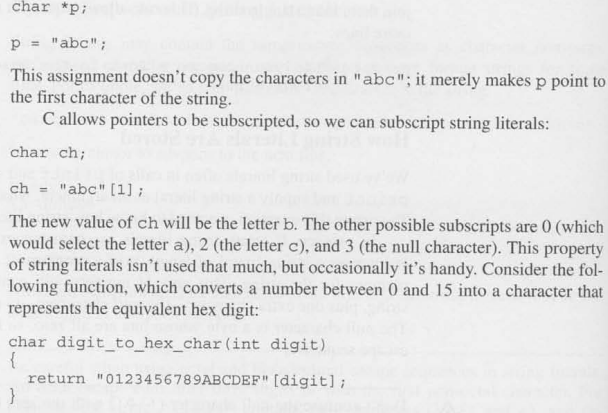 char *p;
p = "abc";
This assignment doesn't copy the characters in "abc"; it merely makes p point to
the first character of the string.
C allows pointers to be subscripted, so we can subscript string literals:
char ch;
ch = "abc"[1];
The new value of ch will be the letter b. The other possible subscripts are 0 (which
would select the letter a), 2 (the letter c), and 3 (the null character). This property
of string literals isn't used that much, but occasionally it's handy. Consider the fol-
lowing function, which converts a number between 0 and 15 into a character that
represents the equivalent hex digit:
char digit_to_hex_char(int digit)
{
return "0123456789ABCDEF"[digit];
}